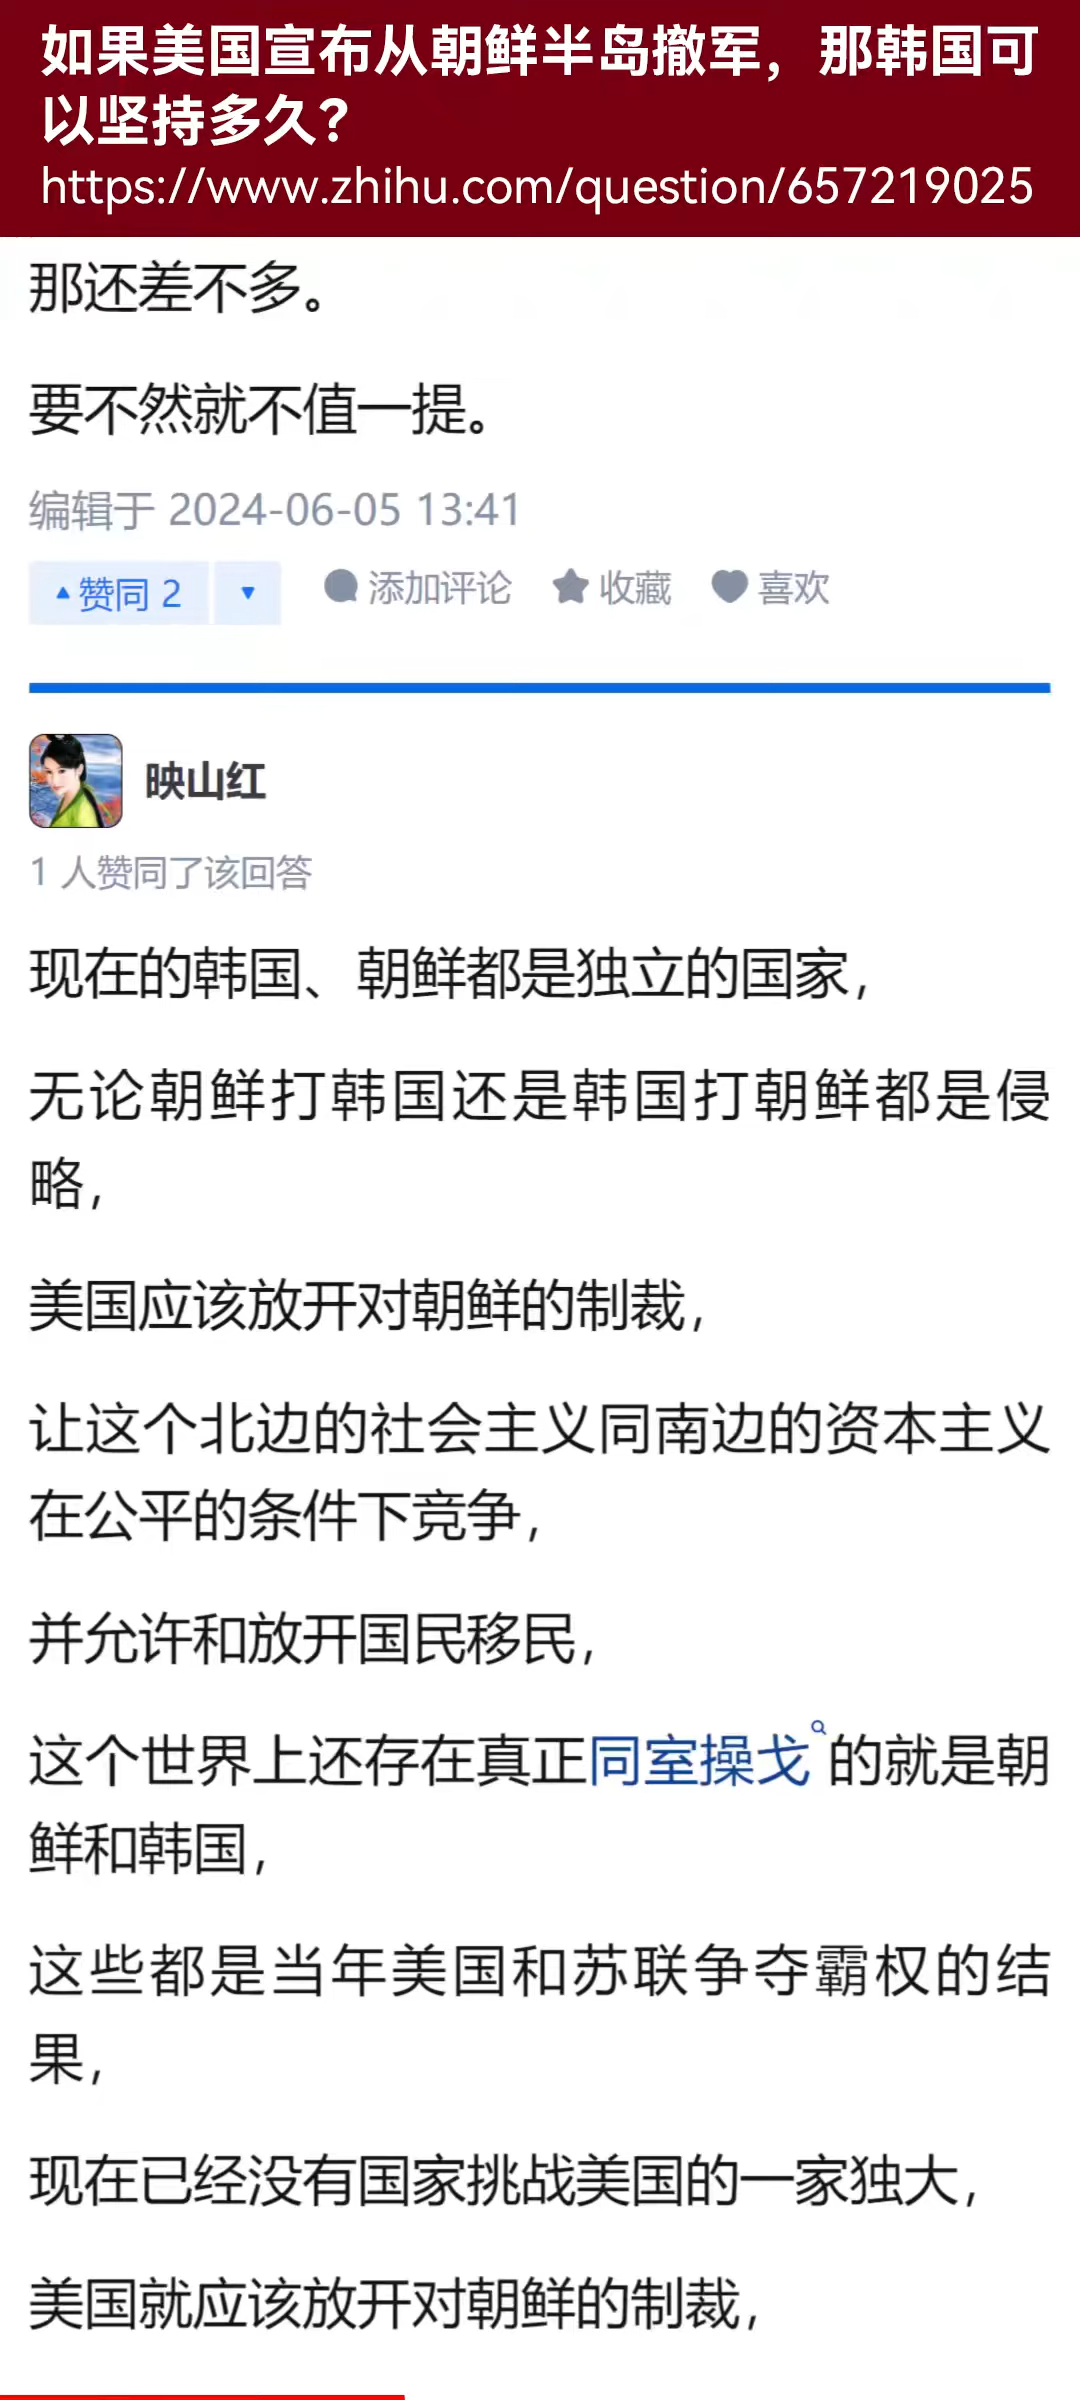 如果美国宣布从朝鲜半岛撤军，那韩国可
以坚持多久？
https://www.zhihu.com/question/657219025
那还差不多。
要不然就不值一提。
编辑于 2024-06-05 13:41
赞同 2
添加评论
收藏
喜欢
映山红
1 人赞同了该回答
现在的韩国、朝鲜都是独立的国家，
无论朝鲜打韩国还是韩国打朝鲜都是侵
略，
美国应该放开对朝鲜的制裁，
让这个北边的社会主义同南边的资本主义
在公平的条件下竞争，
并允许和放开国民移民，
这个世界上还存在真正同室操戈的就是朝
鲜和韩国，
这些都是当年美国和苏联争夺霸权的结
果，
现在已经没有国家挑战美国的一家独大，
美国就应该放开对朝鲜的制裁，